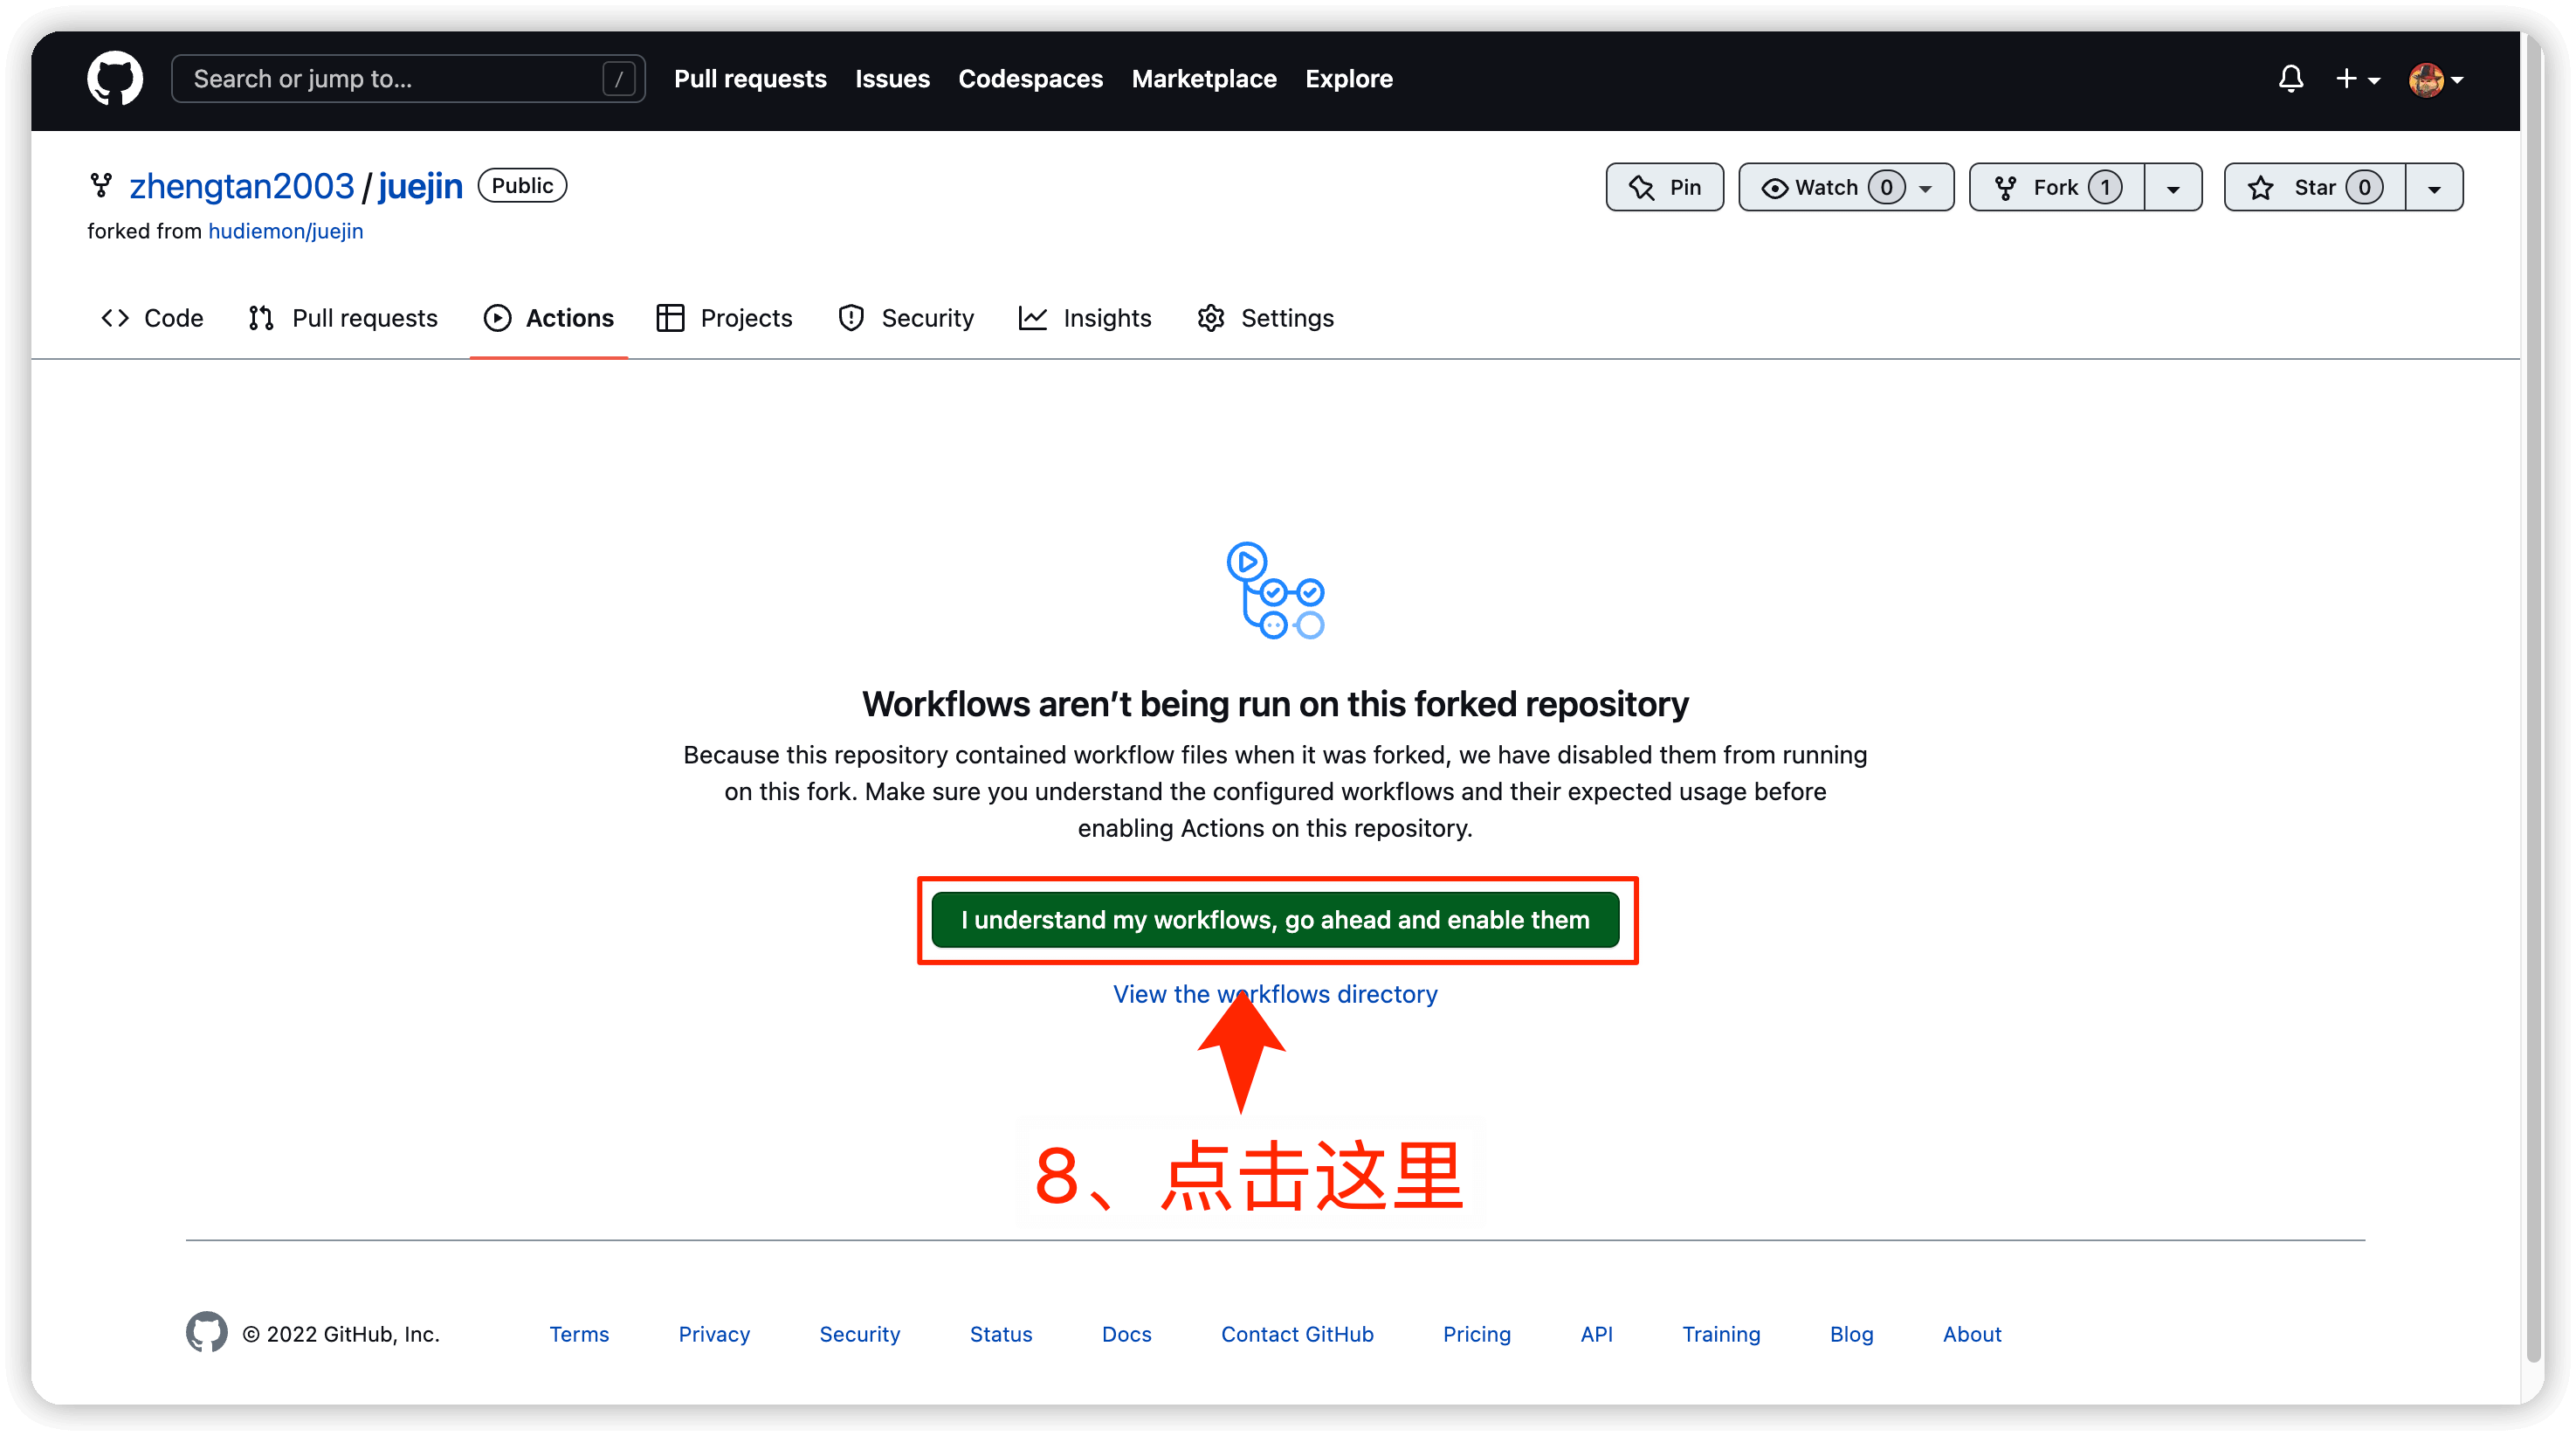 Search or jump to... /
Pull requests Issues Codespaces Marketplace Explore
zhengtan2003 / juejin Public
Pin Watch 0 Fork 1 Star 0
forked from hudiemon/juejin
Code Pull requests Actions Projects Security Insights Settings
Workflows aren’t being run on this forked repository
Because this repository contained workflow files when it was forked, we have disabled them from running
on this fork. Make sure you understand the configured workflows and their expected usage before
enabling Actions on this repository.
I understand my workflows, go ahead and enable them
View the workflows directory
8、点击这里
© 2022 GitHub, Inc. Terms Privacy Security Status Docs Contact GitHub Pricing API Training Blog About